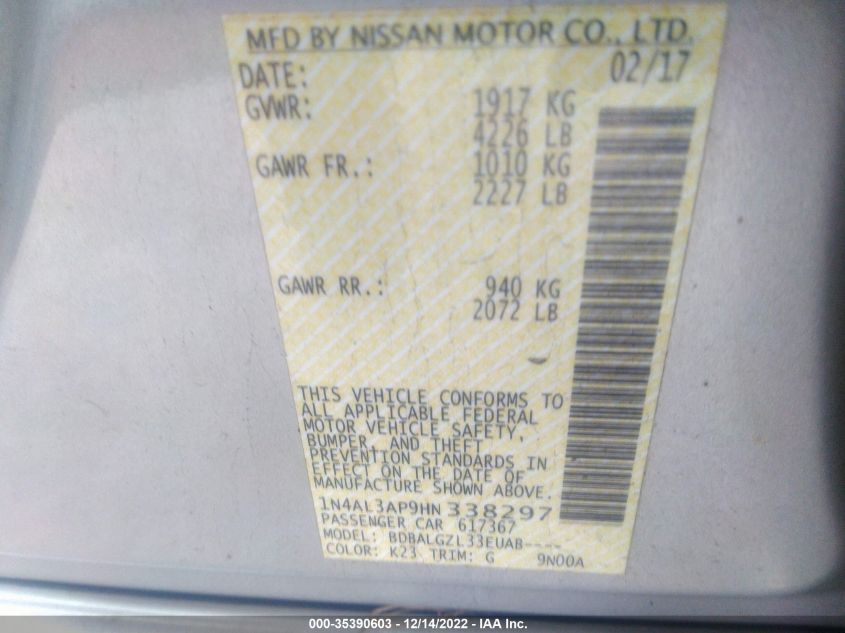 MFD BY NISSAN MOTOR CO., LTD.
DATE: 02/17
GVWR: 1917 KG
4226 LB
GAWR FR.: 1010 KG
2227 LB
GAWR RR.: 940 KG
2072 LB
THIS VEHICLE CONFORMS TO
ALL APPLICABLE FEDERAL
MOTOR VEHICLE SAFETY,
BUMPER, AND THEFT
PREVENTION STANDARDS IN
EFFECT ON THE DATE OF
MANUFACTURE SHOWN ABOVE.
1N4AL3AP9HN338297
PASSENGER CAR 617367
MODEL: BDBALGZL33EUAB----
COLOR: K23 TRIM: G 9N00A
000-35390603 - 12/14/2022 - IAA Inc.